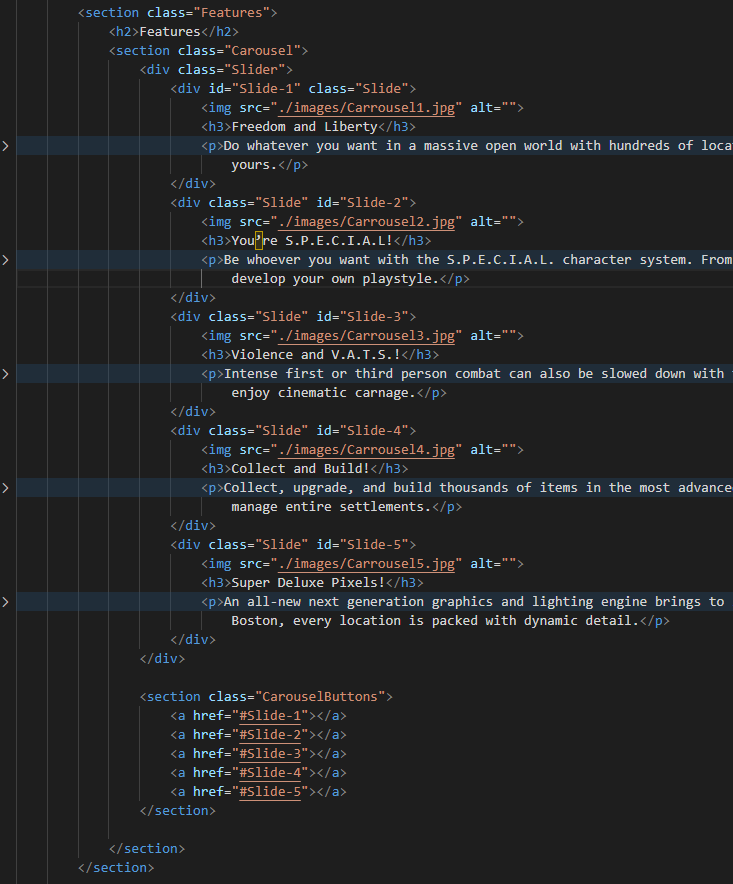 <section class="Features">
<h2>Features</h2>
<section class="Carousel">
<div class="Slider">
<div id="Slide-1" class="Slide">
<img src="./images/Carrousel1.jpg" alt="">
<h3>Freedom and Liberty</h3>
<p>Do whatever you want in a massive open world with hundreds of
yours.</p>
</div>
<div class="Slide" id="Slide-2">
<img src="./images/Carrousel2.jpg" alt="">
<h3>You’re S.P.E.C.I.A.L!</h3>
<p>Be whoever you want with the S.P.E.C.I.A.L. character system. From
develop your own playstyle.</p>
</div>
<div class="Slide" id="Slide-3">
<img src="./images/Carrousel3.jpg" alt="">
<h3>Violence and V.A.T.S.!</h3>
<p>Intense first or third person combat can also be slowed down with
enjoy cinematic carnage.</p>
</div>
<div class="Slide" id="Slide-4">
<img src="./images/Carrousel4.jpg" alt="">
<h3>Collect and Build!</h3>
<p>Collect, upgrade, and build thousands of items in the most advance
manage entire settlements.</p>
</div>
<div class="Slide" id="Slide-5">
<img src="./images/Carrousel5.jpg" alt="">
<h3>Super Deluxe Pixels!</h3>
<p>An all-new next generation graphics and lighting engine brings to
Boston, every location is packed with dynamic detail.</p>
</div>
</div>
<section class="CarouselButtons">
<a href="#Slide-1"></a>
<a href="#Slide-2"></a>
<a href="#Slide-3"></a>
<a href="#Slide-4"></a>
<a href="#Slide-5"></a>
</section>
</section>
</section>